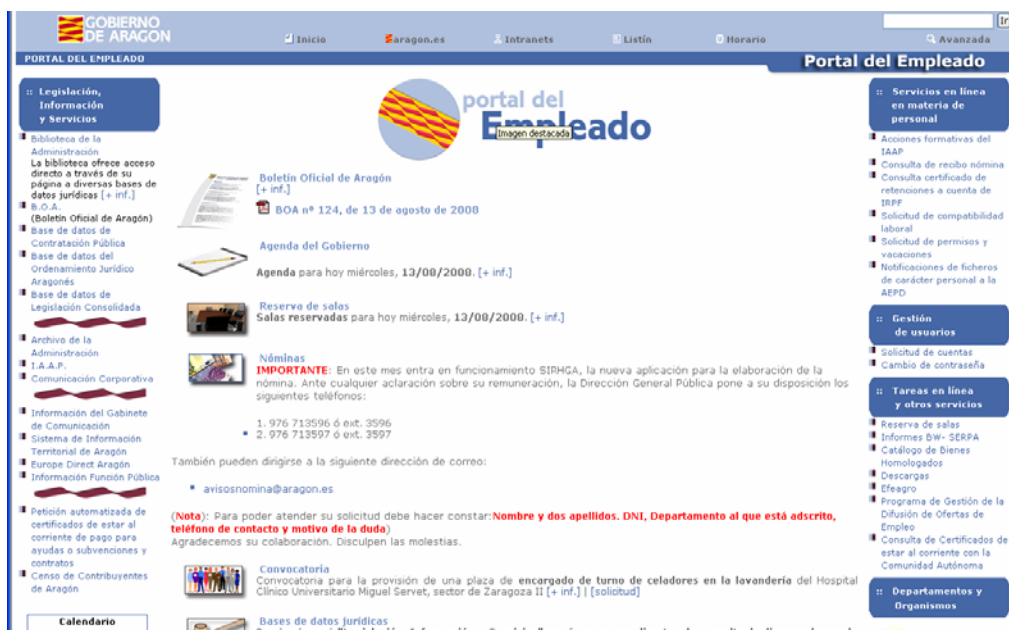 GOBIERNO
DE ARAGON
Inicio
aragon.es
Intranets
Listín
Horario
Ir
Avanzada
PORTAL DEL EMPLEADO
Portal del Empleado
:: Legislación,
Información
y Servicios
Biblioteca de la
Administración
La biblioteca ofrece acceso
directo a través de su
página a diversas bases de
datos jurídicas [+ inf.]
B.O.A.
(Boletín Oficial de Aragón)
Base de datos de
Contratación Pública
Base de datos del
Ordenamiento Jurídico
Aragonés
Base de datos de
Legislación Consolidada
Archivo de la
Administración
I.A.A.P.
Comunicación Corporativa
Información del Gabinete
de Comunicación
Sistema de Información
Territorial de Aragón
Europe Direct Aragón
Información Función Pública
Petición automatizada de
certificados de estar al
corriente de pago para
ayudas o subvenciones y
contratos
Censo de Contribuyentes
de Aragón
Calendario
portal del
Empleado
Imagen destacada
Boletín Oficial de Aragón
[+ inf.]
BOA nº 124, de 13 de agosto de 2008
Agenda del Gobierno
Agenda para hoy miércoles, 13/08/2008. [+ inf.]
Reserva de salas
Salas reservadas para hoy miércoles, 13/08/2008. [+ inf.]
Nóminas
IMPORTANTE: En este mes entra en funcionamiento SIRHGA, la nueva aplicación para la elaboración de la
nómina. Ante cualquier aclaración sobre su remuneración, la Dirección General Pública pone a su disposición los
siguientes teléfonos:
1. 976 713596 ó ext. 3596
2. 976 713597 ó ext. 3597
También pueden dirigirse a la siguiente dirección de correo:
avisosnomina@aragon.es
(Nota): Para poder atender su solicitud debe hacer constar:Nombre y dos apellidos. DNI, Departamento al que está adscrito,
teléfono de contacto y motivo de la duda)
Agradecemos su colaboración. Disculpen las molestias.
Convocatoria
Convocatoria para la provisión de una plaza de encargado de turno de celadores en la lavandería del Hospital
Clínico Universitario Miguel Servet, sector de Zaragoza II [+ inf.] | [solicitud]
Bases de datos jurídicas
:: Servicios en línea
en materia de
personal
Acciones formativas del
IAAP
Consulta de recibo nómina
Consulta certificado de
retenciones a cuenta de
IRPF
Solicitud de compatibilidad
laboral
Solicitud de permisos y
vacaciones
Notificaciones de ficheros
de carácter personal a la
AEPD
:: Gestión
de usuarios
Solicitud de cuentas
Cambio de contraseña
:: Tareas en línea
y otros servicios
Reserva de salas
Informes BW- SERPA
Catálogo de Bienes
Homologados
Descargas
Efeagro
Programa de Gestión de la
Difusión de Ofertas de
Empleo
Consulta de Certificados de
estar al corriente con la
Comunidad Autónoma
:: Departamentos y
Organismos